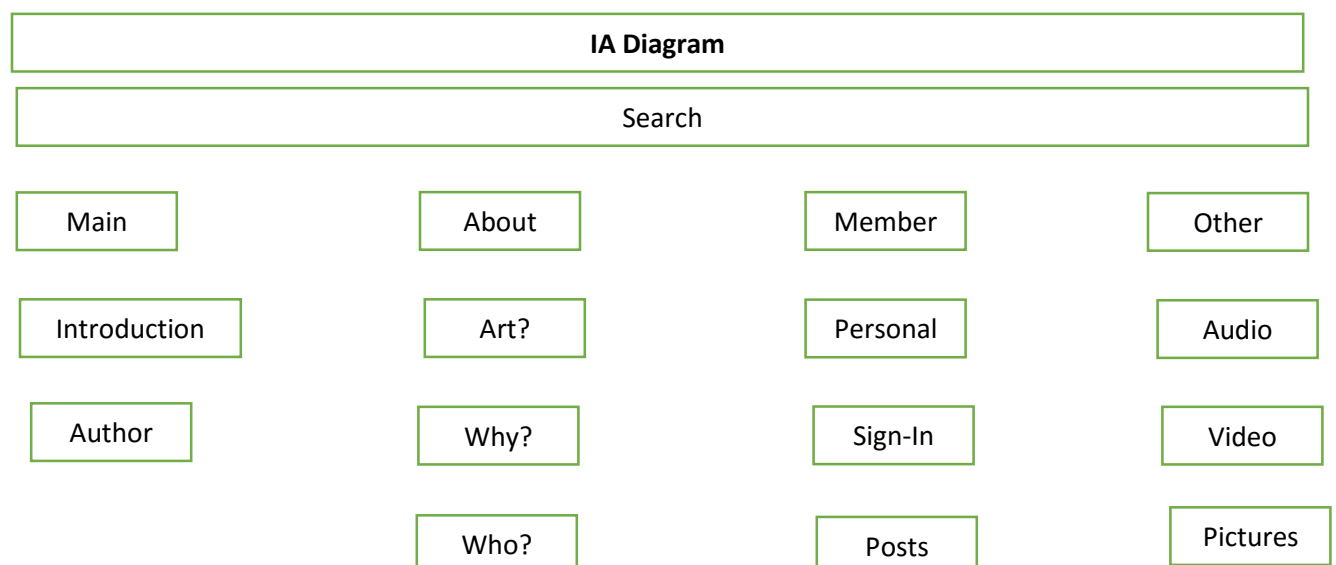 IA Diagram
Search
Main
About
Member
Other
Introduction
Art?
Personal
Audio
Author
Why?
Sign-In
Video
Who?
Posts
Pictures